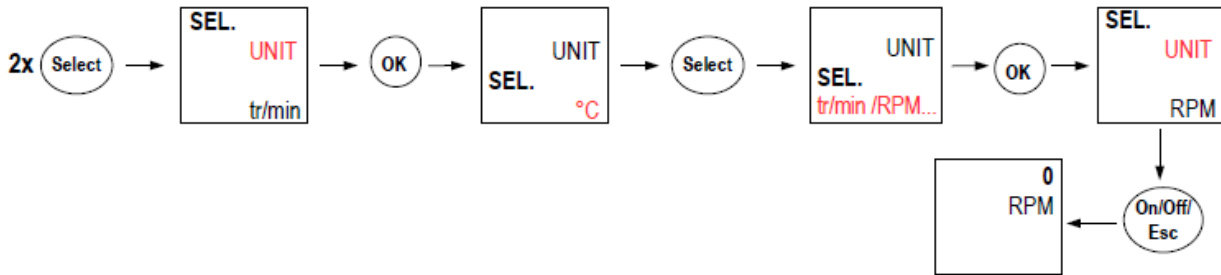 2x Select
SEL.
UNIT
tr/min
OK
UNIT
SEL.
°C
Select
UNIT
SEL.
tr/min /RPM...
OK
SEL.
UNIT
RPM
On/Off/
Esc
0
RPM